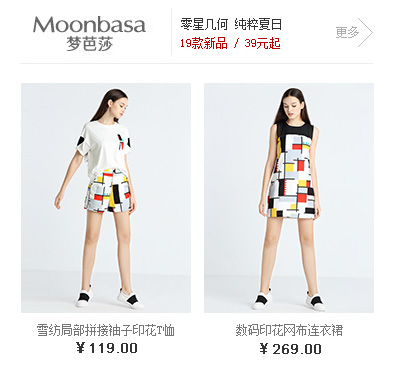 Moonbasa
梦芭莎
零星几何 纯粹夏日
19款新品 / 39元起
更多
雪纺局部拼接袖子印花T恤
¥119.00
数码印花网布连衣裙
¥269.00